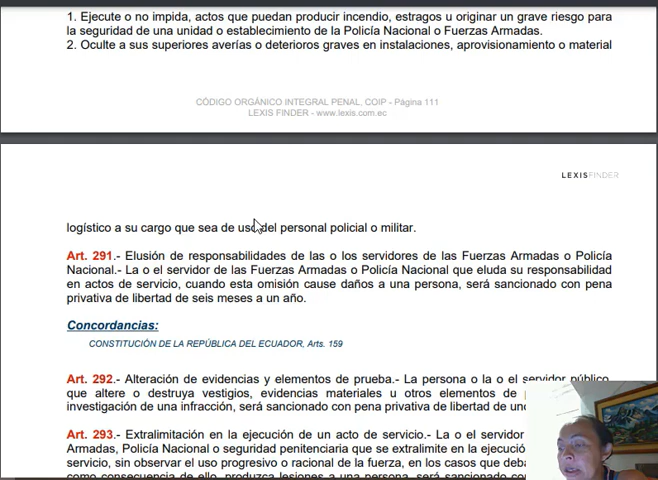 1. Ejecute o no impida, actos que puedan producir incendio, estragos u originar un grave riesgo para
la seguridad de una unidad o establecimiento de la Policía Nacional o Fuerzas Armadas.
2. Oculte a sus superiores averías o deterioros graves en instalaciones, aprovisionamiento o material
CÓDIGO ORGÁNICO INTEGRAL PENAL, COIP - Página 111
LEXIS FINDER - www.lexis.com.ec
LEXISFINDER
logístico a su cargo que sea de uso del personal policial o militar.
Art. 291.- Elusión de responsabilidades de las o los servidores de las Fuerzas Armadas o Policía
Nacional.- La o el servidor de las Fuerzas Armadas o Policía Nacional que eluda su responsabilidad
en actos de servicio, cuando esta omisión cause daños a una persona, será sancionado con pena
privativa de libertad de seis meses a un año.
Concordancias:
CONSTITUCIÓN DE LA REPÚBLICA DEL ECUADOR, Arts. 159
Art. 292.- Alteración de evidencias y elementos de prueba.- La persona o la o el servidor público,
que altere o destruya vestigios, evidencias materiales u otros elementos de
investigación de una infracción, será sancionado con pena privativa de libertad de
Art. 293.- Extralimitación en la ejecución de un acto de servicio.- La o el servidor
Armadas, Policía Nacional o seguridad penitenciaria que se extralimite en la
servicio, sin observar el uso progresivo o racional de la fuerza, en los casos que
como consecuencia de ello, produzca lesiones a una persona, será sancionado